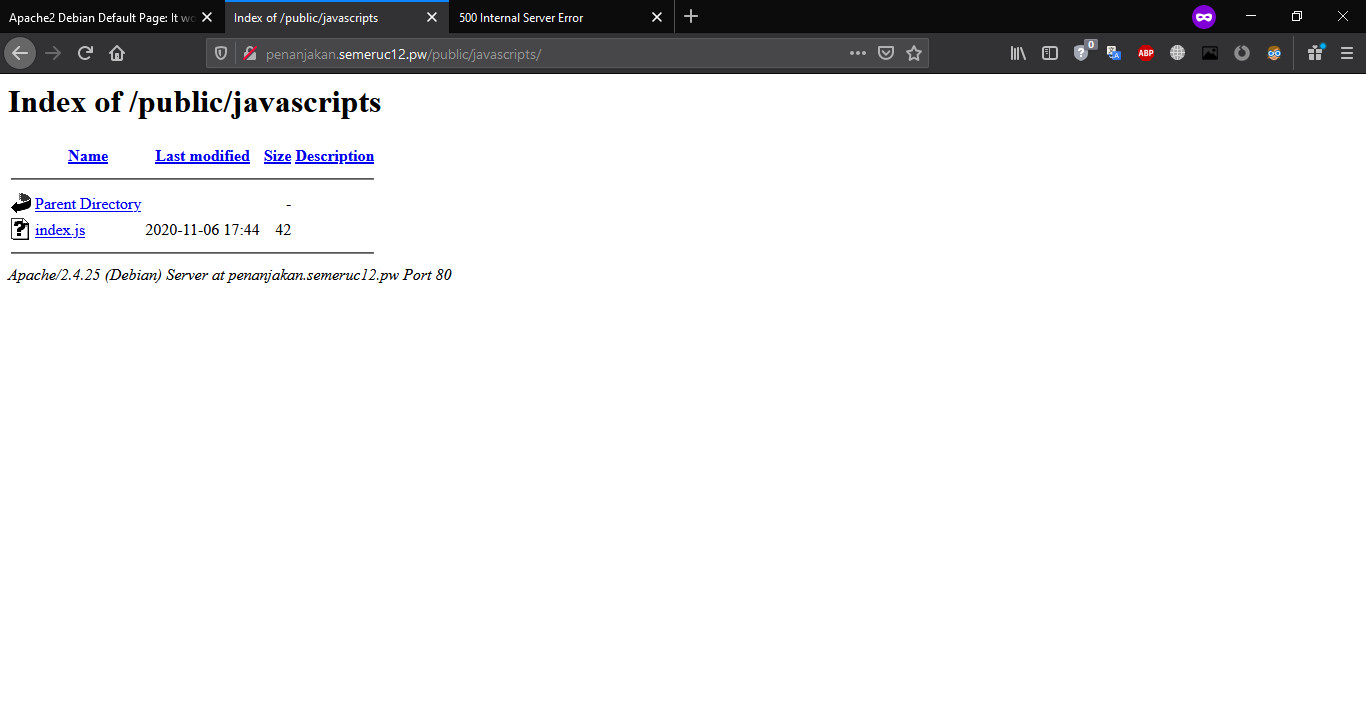 Apache2 Debian Default Page: It wo
Index of /public/javascripts
500 Internal Server Error
penanjakan.semeruc12.pw/public/javascripts/
0
ABP
Index of /public/javascripts
Name Last modified Size Description
Parent Directory -
index.js 2020-11-06 17:44 42
Apache/2.4.25 (Debian) Server at penanjakan.semeruc12.pw Port 80